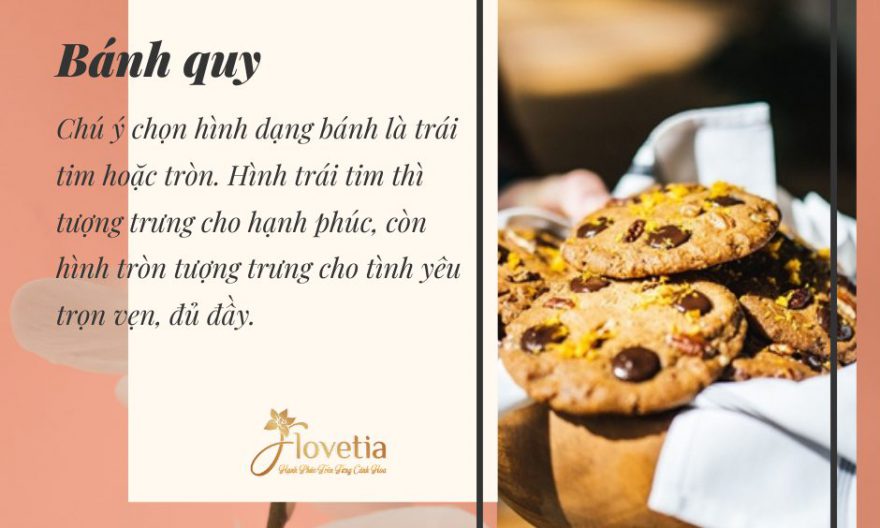 Bánh quy
Chú ý chọn hình dạng bánh là trái
tim hoặc tròn. Hình trái tim thì
tượng trưng cho hạnh phúc, còn
hình tròn tượng trưng cho tình yêu
trọn vẹn, đủ đầy.
flovetia
Hạnh Phúc Trên Từng Cánh Hoa